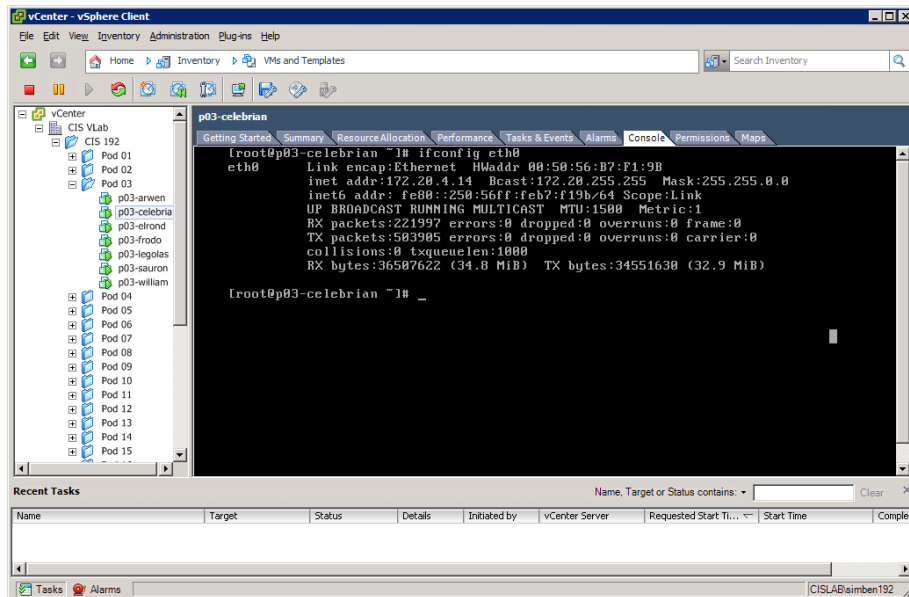 vCenter - vSphere Client
File Edit View Inventory Administration Plug-ins Help
Home Inventory VMs and Templates
Search Inventory
vCenter
CIS VLab
CIS 192
Pod 01
Pod 02
Pod 03
p03-arwen
p03-celebria
p03-elrond
p03-frodo
p03-legolas
p03-sauron
p03-william
Pod 04
Pod 05
Pod 06
Pod 07
Pod 08
Pod 09
Pod 10
Pod 11
Pod 12
Pod 13
Pod 14
Pod 15
p03-celebrian
Getting Started Summary Resource Allocation Performance Tasks & Events Alarms Console Permissions Maps
[root@p03-celebrian ~]# ifconfig eth0
eth0 Link encap:Ethernet HWaddr 00:50:56:B7:F1:9B
inet addr:172.20.4.14 Bcast:172.20.255.255 Mask:255.255.0.0
inet6 addr: fe80::250:56ff:feb7:f19b/64 Scope:Link
UP BROADCAST RUNNING MULTICAST MTU:1500 Metric:1
RX packets:221997 errors:0 dropped:0 overruns:0 frame:0
TX packets:503905 errors:0 dropped:0 overruns:0 carrier:0
collisions:0 txqueuelen:1000
RX bytes:36507622 (34.8 MiB) TX bytes:34551630 (32.9 MiB)
[root@p03-celebrian ~]# _
Recent Tasks
Name, Target or Status contains:
Clear
Name Target Status Details Initiated by vCenter Server Requested Start Ti... Start Time Comple
Tasks Alarms
CISLAB\simben192